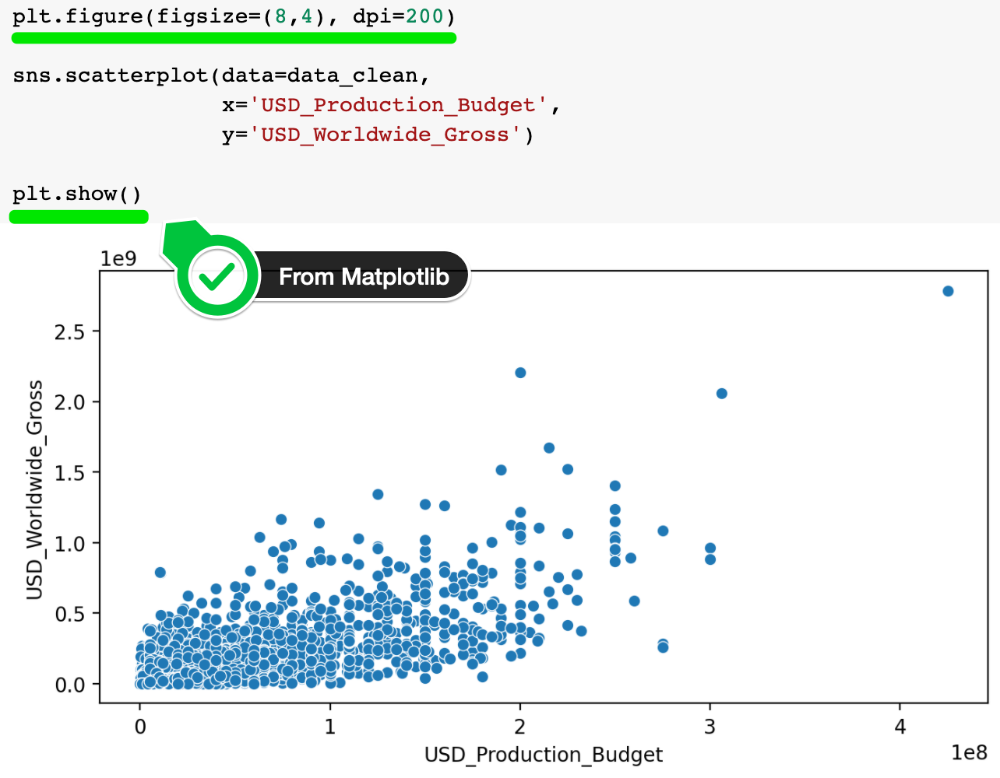 plt.figure(figsize=(8,4), dpi=200)
sns.scatterplot(data=data_clean,
x='USD_Production_Budget',
y='USD_Worldwide_Gross')
plt.show()
From Matplotlib
1e9
2.5
2.0
1.5
1.0
0.5
0.0
USD_Worldwide_Gross
0 1 2 3 4
USD_Production_Budget
1e8